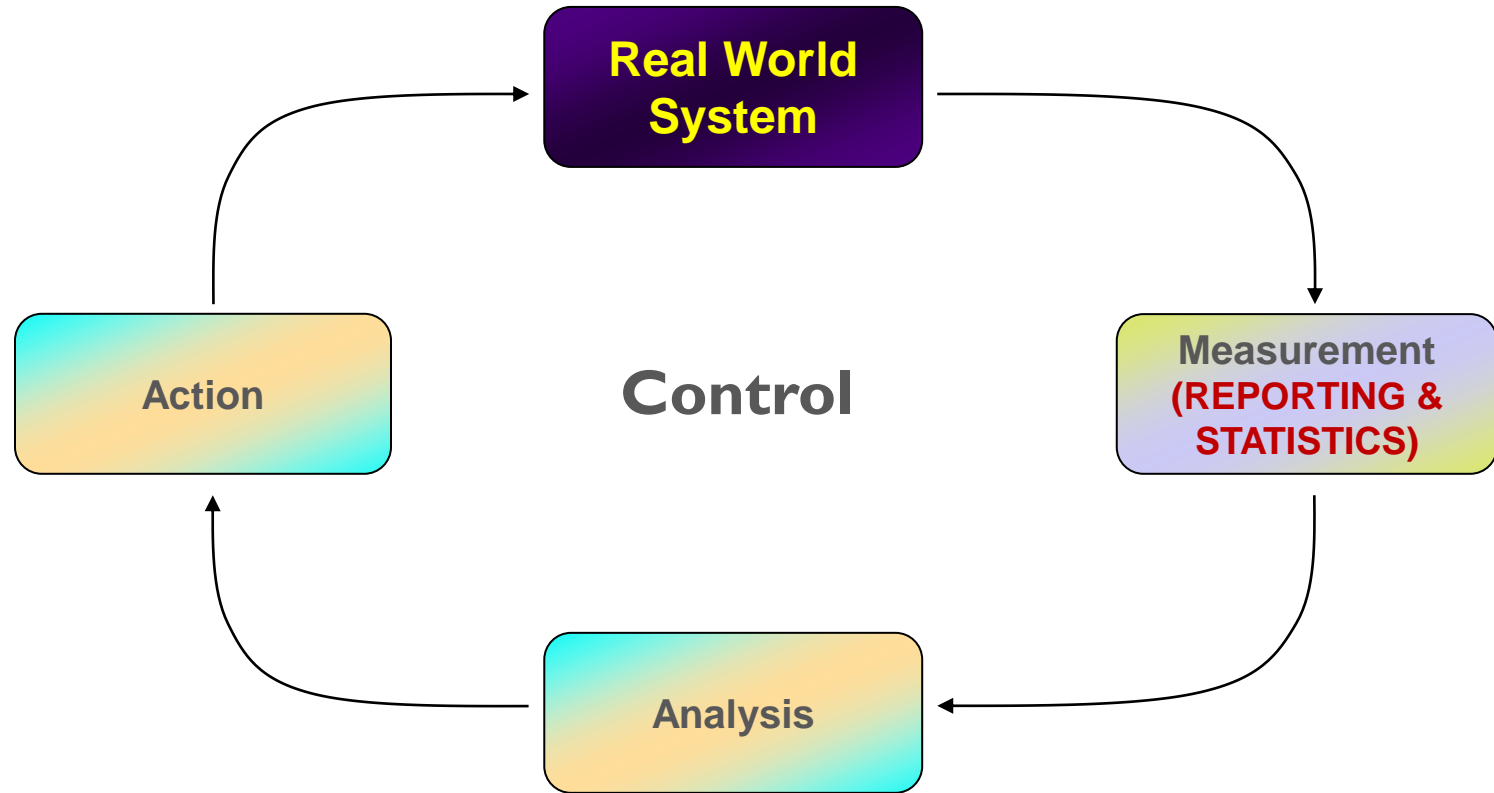 Real World
System
Action
Control
Measurement
(REPORTING &
STATISTICS)
Analysis